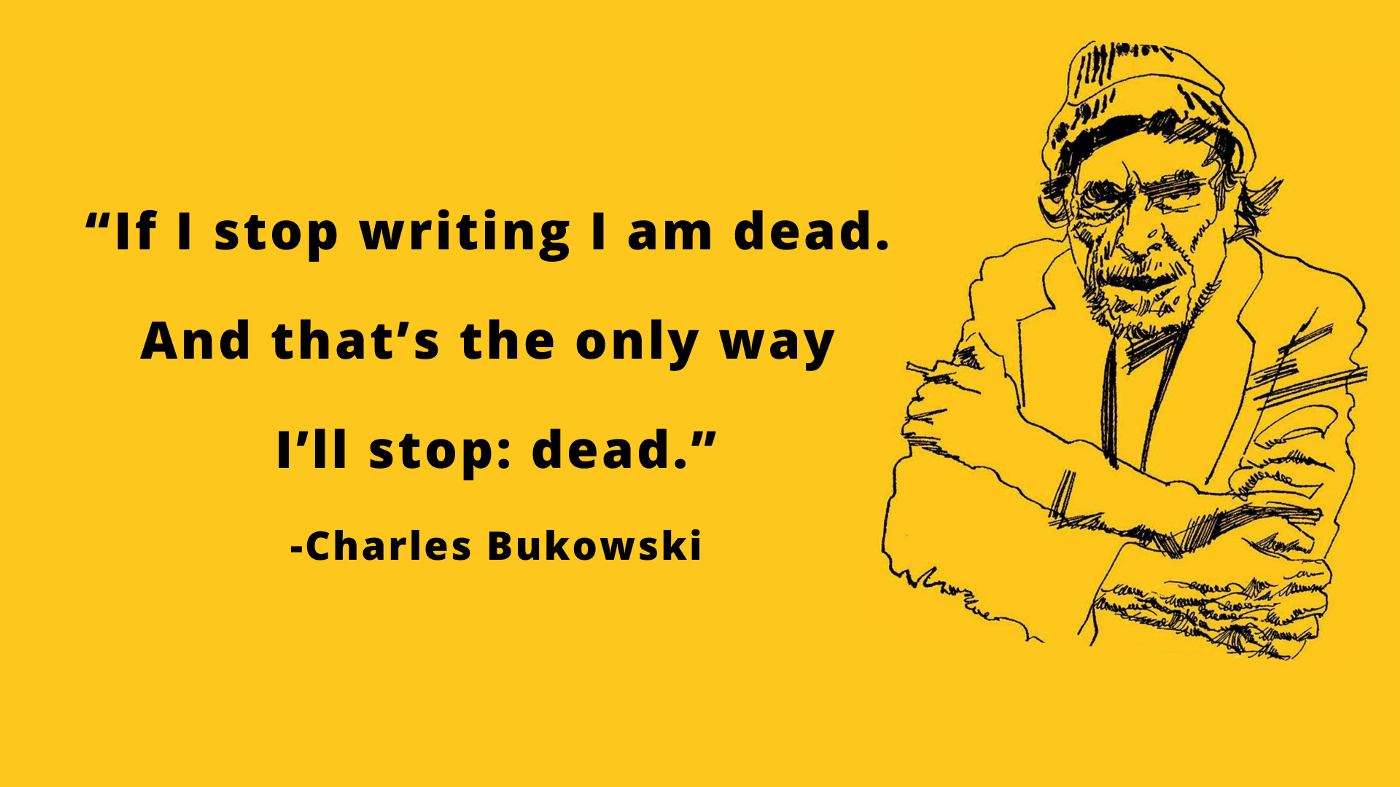 “If I stop writing I am dead.
And that’s the only way
I’ll stop: dead.”
-Charles Bukowski